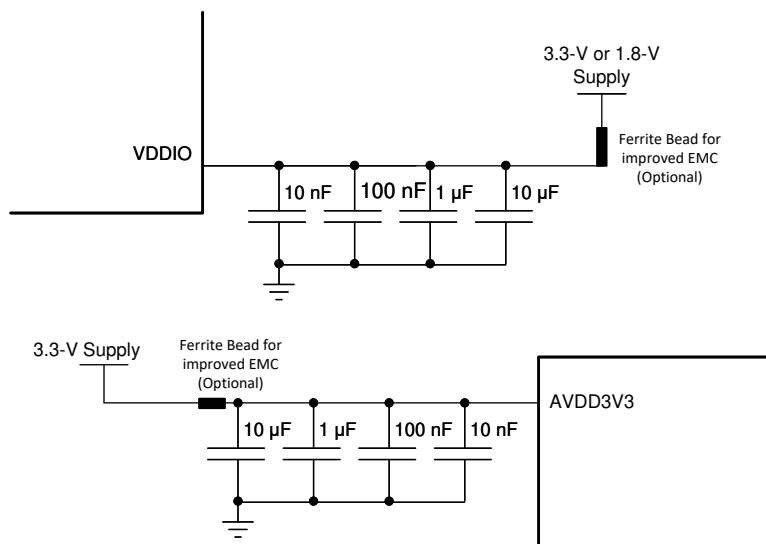 3.3-V or 1.8-V
Supply
Ferrite Bead for
improved EMC
(Optional)
VDDIO
10 nF
100 nF
1 µF
10 µF
3.3-V Supply
Ferrite Bead for
improved EMC
(Optional)
AVDD3V3
10 µF
1 µF
100 nF
10 nF